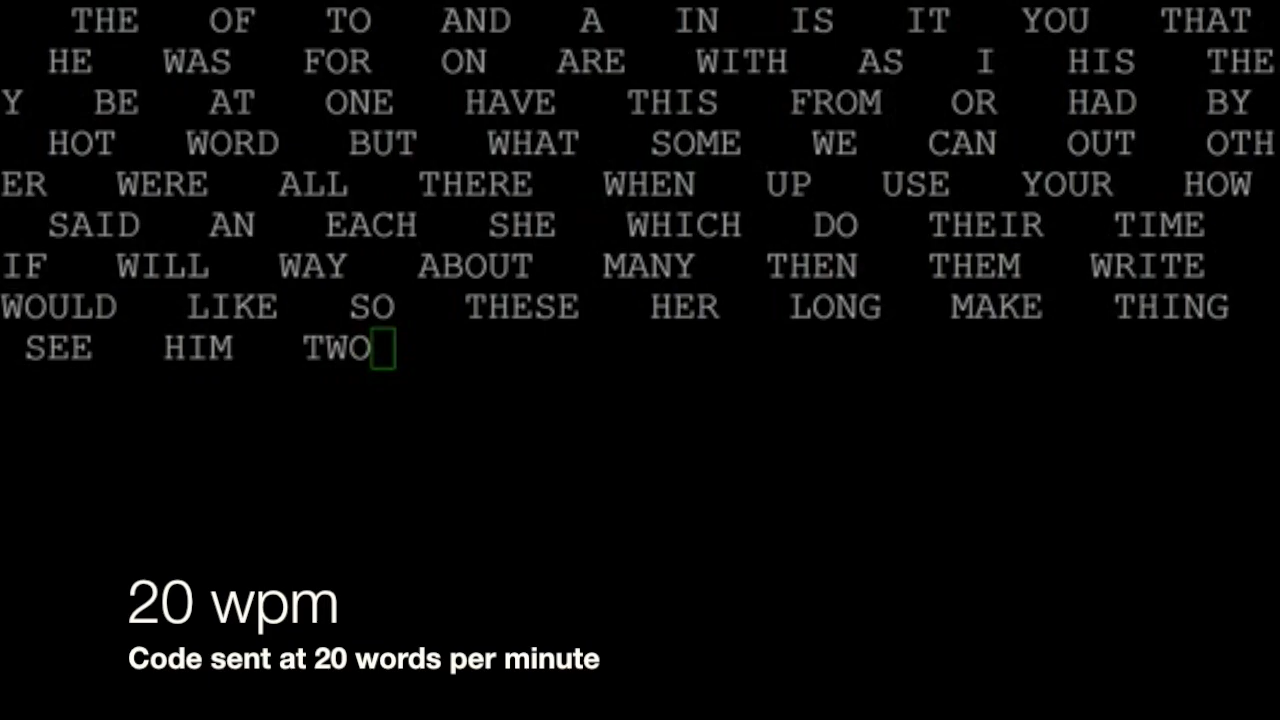 THE OF TO AND A IN IS IT YOU THAT
HE WAS FOR ON ARE WITH AS I HIS THE
Y BE AT ONE HAVE THIS FROM OR HAD BY
HOT WORD BUT WHAT SOME WE CAN OUT OTH
ER WERE ALL THERE WHEN UP USE YOUR HOW
SAID AN EACH SHE WHICH DO THEIR TIME
IF WILL WAY ABOUT MANY THEN THEM WRITE
WOULD LIKE SO THESE HER LONG MAKE THING
SEE HIM TWO
20 wpm
Code sent at 20 words per minute